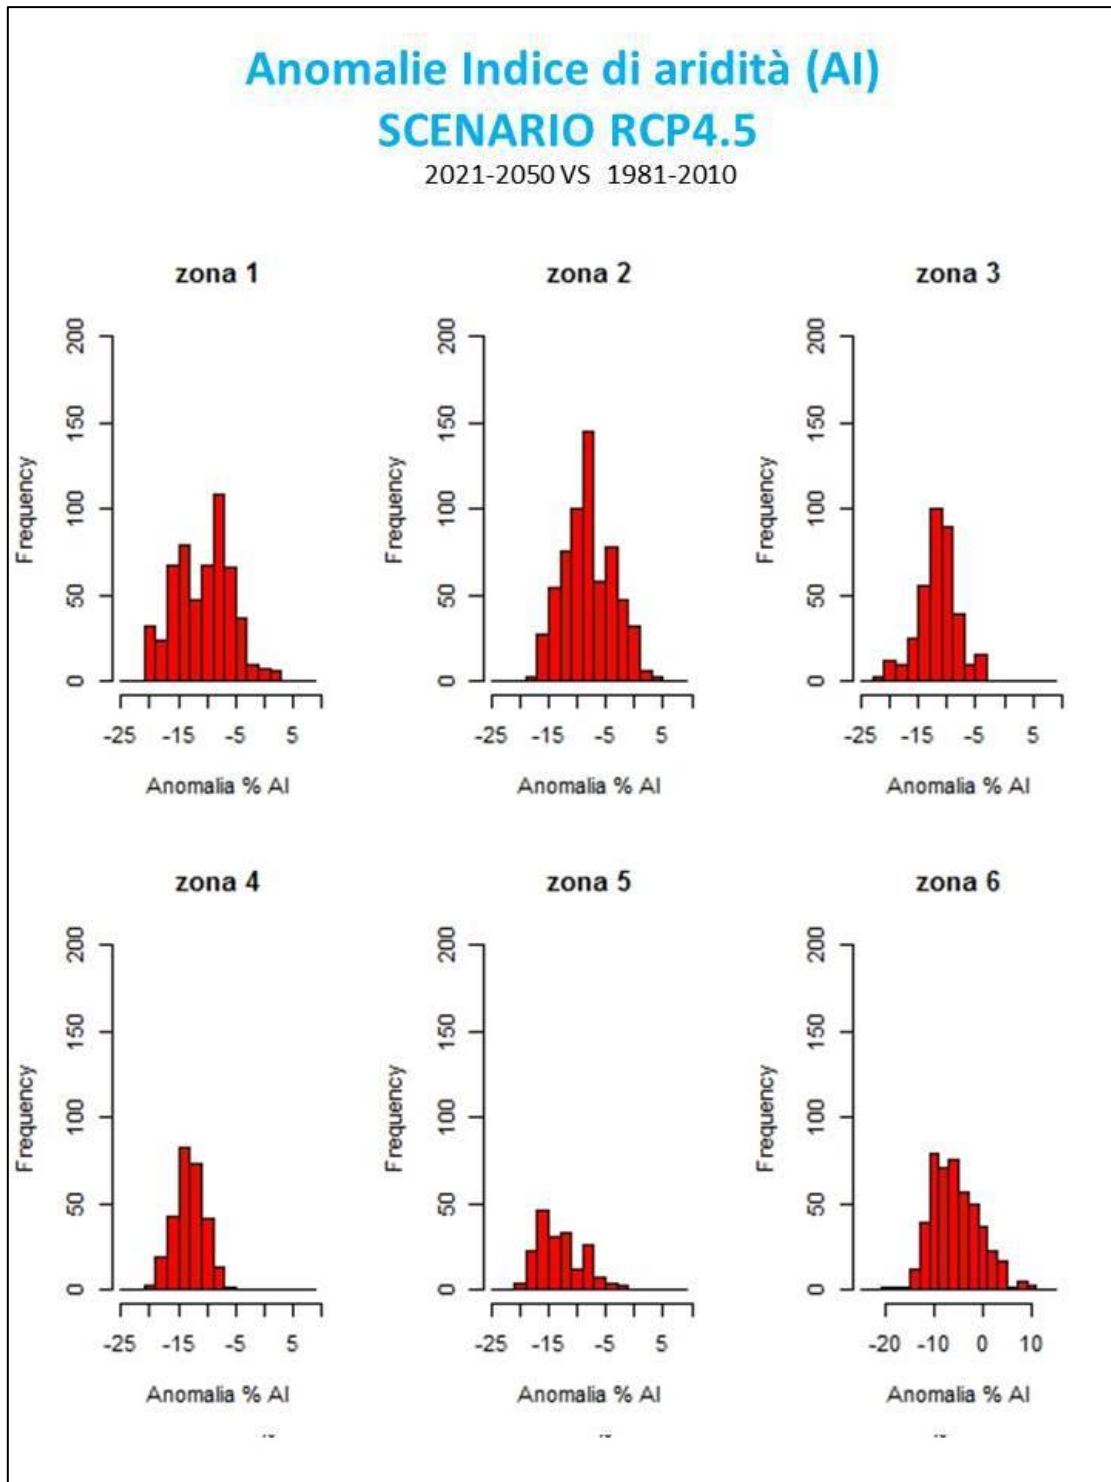 Anomalie Indice di aridità (AI)
SCENARIO RCP4.5
2021-2050 VS 1981-2010
zona 1
zona 2
zona 3
200
150
100
50
0
Frequency
-25 -15 -5 5
Anomalia % AI
200
150
100
50
0
Frequency
-25 -15 -5 5
Anomalia % AI
200
150
100
50
0
Frequency
-25 -15 -5 5
Anomalia % AI
zona 4
zona 5
zona 6
200
150
100
50
0
Frequency
-25 -15 -5 5
Anomalia % AI
200
150
100
50
0
Frequency
-25 -15 -5 5
Anomalia % AI
200
150
100
50
0
Frequency
-20 -10 0 10
Anomalia % AI